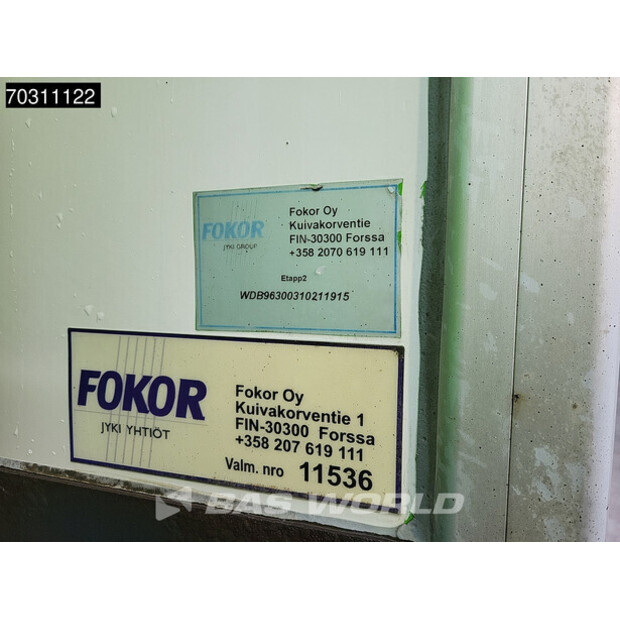 70311122
FOKOR
JYKI GROUP
Fokor Oy
Kuivakorventie
FIN-30300 Forssa
+358 2070 619 111
Etapp2
WDB96300310211915
FOKOR
JYKI YHTIÖT
Fokor Oy
Kuivakorventie 1
FIN-30300 Forssa
+358 207 619 111
Valm. nro 11536
BAS WORLD